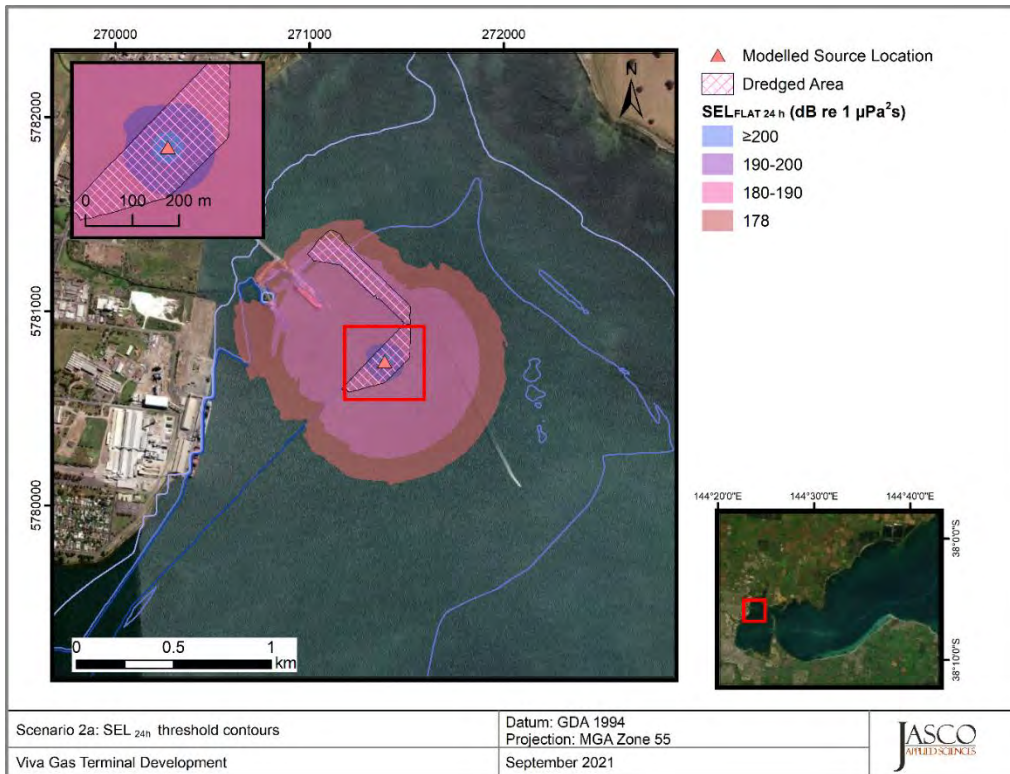 270000
271000
272000
5782000
5781000
5780000
N
0 100 200 m
0 0.5 1
km
Modelled Source Location
Dredged Area
SELFLAT 24 h (dB re 1 µPa²s)
≥200
190-200
180-190
178
144°20'0"E 144°30'0"E 144°40'0"E
38°0'0"S
38°10'0"S
Scenario 2a: SEL 24h threshold contours
Datum: GDA 1994
Projection: MGA Zone 55
Viva Gas Terminal Development
September 2021
JASCO
APPLIED SCIENCES